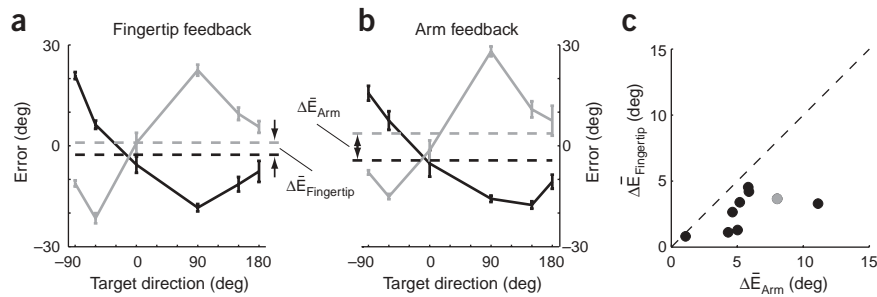 a
Fingertip feedback
30
0
–30
Error (deg)
–90
0
90
180
Target direction (deg)
ΔĒFingertip
b
Arm feedback
ΔĒArm
30
0
–30
Error (deg)
–90
0
90
180
Target direction (deg)
c
15
10
5
0
ΔĒFingertip (deg)
0
5
10
15
ΔĒArm (deg)